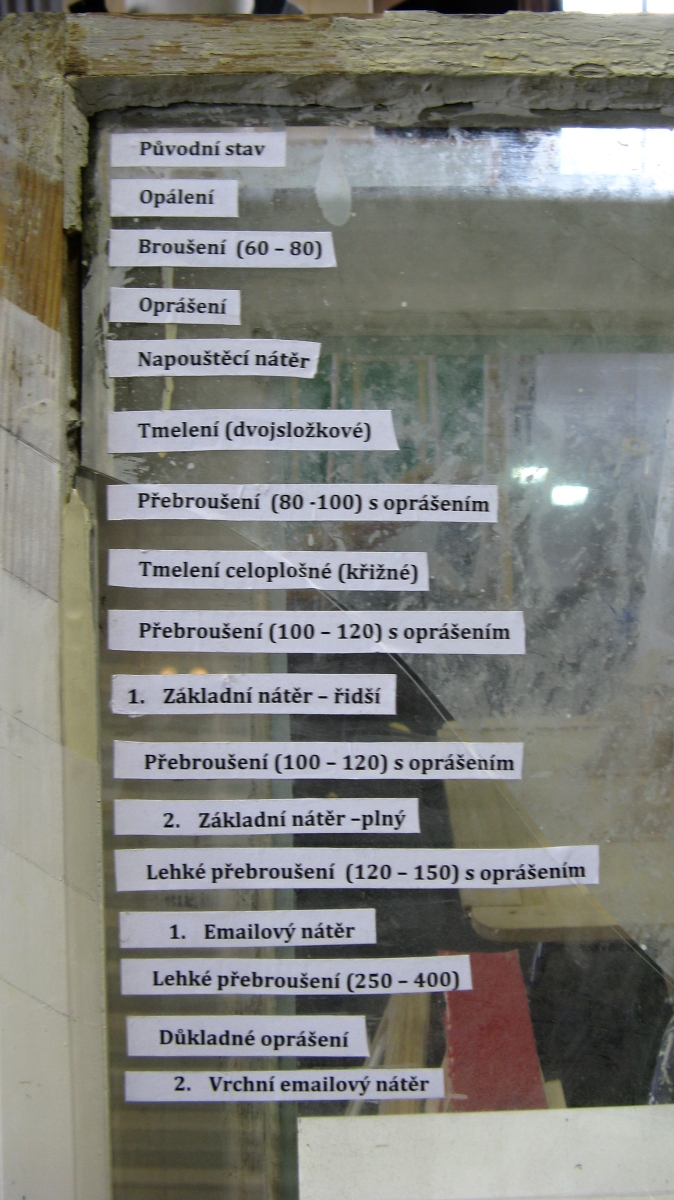 Původní stav
Opálení
Broušení (60 – 80)
Oprášení
Napouštěcí nátěr
Tmelení (dvojsložkové)
Přebroušení (80 -100) s oprášením
Tmelení celoplošné (křižné)
Přebroušení (100 – 120) s oprášením
1. Základní nátěr – řidší
Přebroušení (100 – 120) s oprášením
2. Základní nátěr –plný
Lehké přebroušení (120 – 150) s oprášením
1. Emailový nátěr
Lehké přebroušení (250 – 400)
Důkladné oprášení
2. Vrchní emailový nátěr